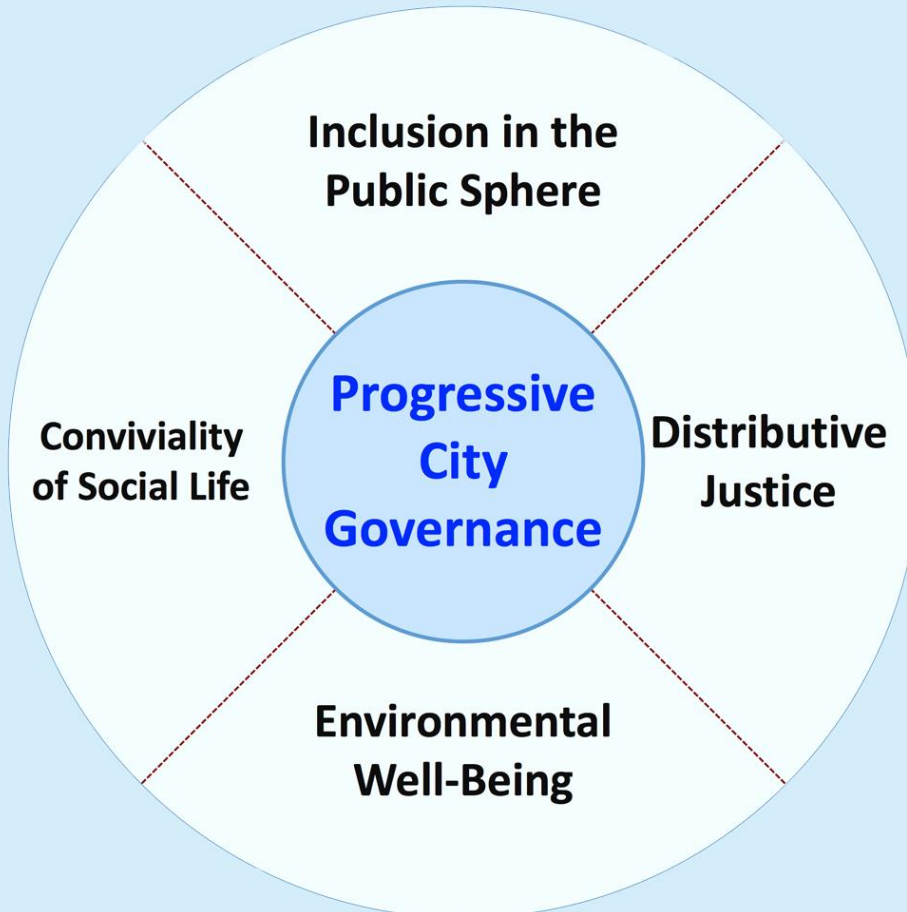 Inclusion in the
Public Sphere
Progressive
City
Governance
Conviviality
of Social Life
Distributive
Justice
Environmental
Well-Being